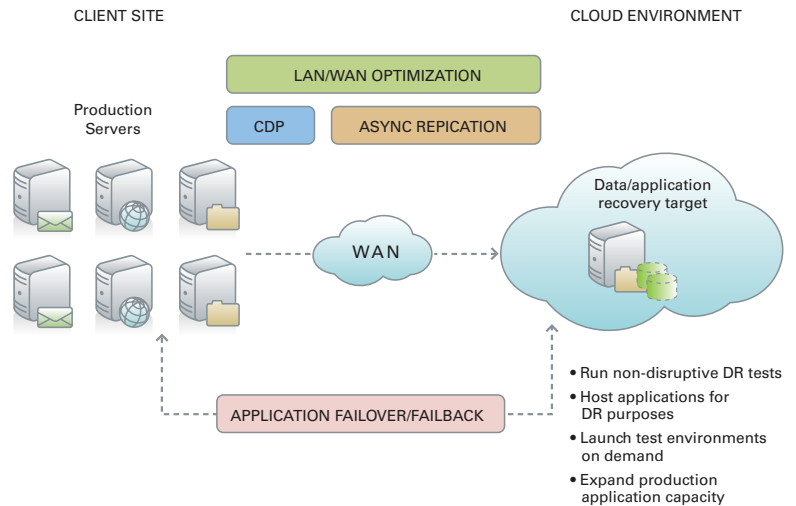 CLIENT SITE
CLOUD ENVIRONMENT
LAN/WAN OPTIMIZATION
Production
Servers
CDP
ASYNC REPICATION
Data/application
recovery target
WAN
APPLICATION FAILOVER/FAILBACK
• Run non-disruptive DR tests
• Host applications for
DR purposes
• Launch test environments
on demand
• Expand production
application capacity